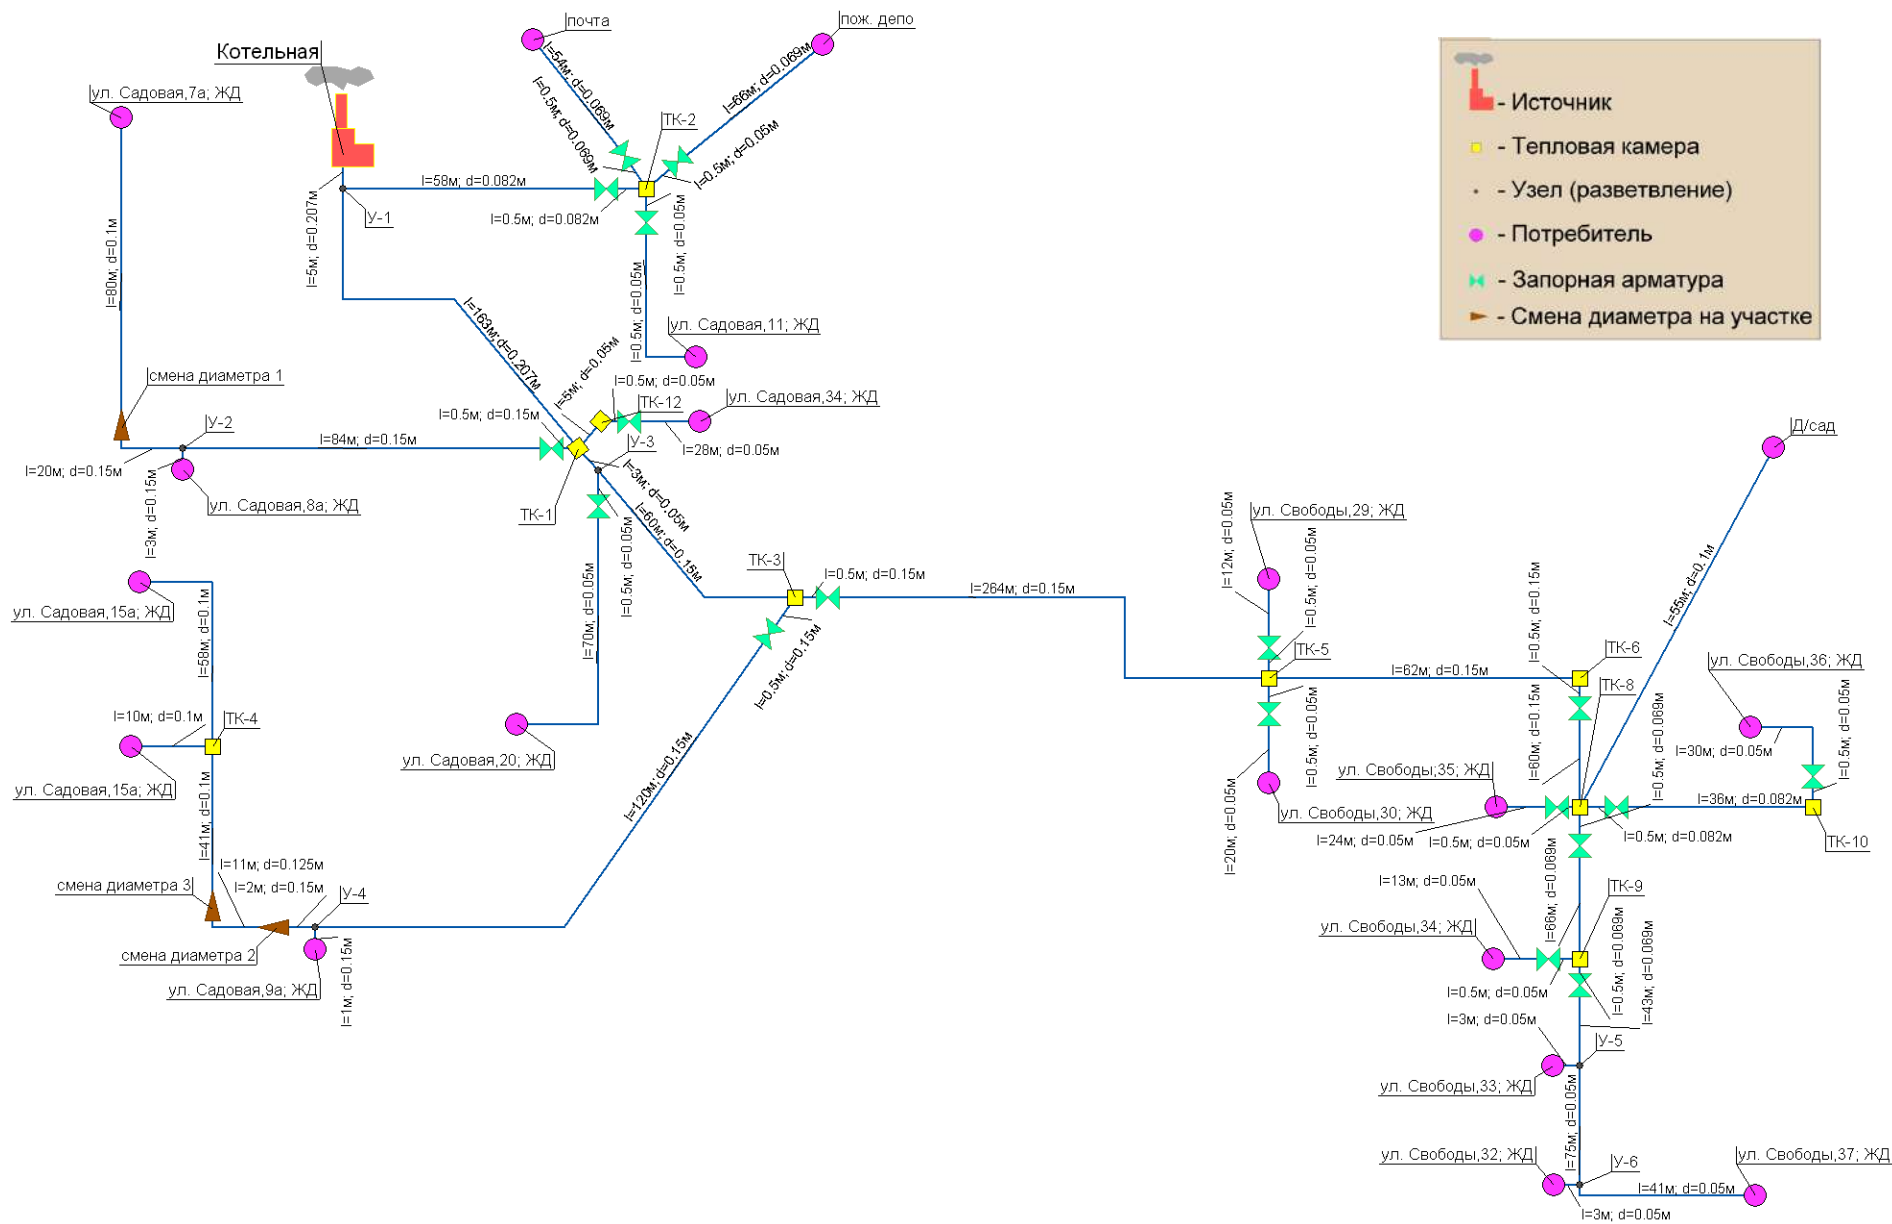 почта
пож. депо
Котельная
ул. Садовая,7а; ЖД
l=54м; d=0.069м
l=0.5м; d=0.069м
l=66м; d=0.069м
l=0.5м; d=0.05м
ТК-2
l=58м; d=0.082м
l=0.5м; d=0.082м
У-1
l=5м; d=0.207м
l=80м; d=0.1м
l=0.5м; d=0.05м
l=0.5м; d=0.05м
ул. Садовая,11; ЖД
l=163м; d=0.207м
l=5м; d=0.05м
смена диаметра 1
l=0.5м; d=0.05м
ТК-12
ул. Садовая,34; ЖД
l=0.5м; d=0.15м
У-2
l=84м; d=0.15м
У-3
l=28м; d=0.05м
l=20м; d=0.15м
l=3м; d=0.15м
ул. Садовая,8а; ЖД
ТК-1
l=3м; d=0.05м
l=60м; d=0.15м
l=0.5м; d=0.05м
l=70м; d=0.05м
ТК-3
l=0.5м; d=0.15м
l=264м; d=0.15м
l=0.5м; d=0.15м
l=120м; d=0.15м
ул. Садовая,15а; ЖД
l=58м; d=0.1м
l=10м; d=0.1м
ТК-4
ул. Садовая,15а; ЖД
ул. Садовая,20; ЖД
l=41м; d=0.1м
l=11м; d=0.125м
l=2м; d=0.15м
смена диаметра 3
У-4
смена диаметра 2
ул. Садовая,9а; ЖД
l=1м; d=0.15м
- Источник
- Тепловая камера
- Узел (разветвление)
- Потребитель
- Запорная арматура
- Смена диаметра на участке
Д/сад
l=55м; d=0.1м
ул. Свободы,29; ЖД
l=12м; d=0.05м
l=0.5м; d=0.05м
ТК-5
l=62м; d=0.15м
l=0.5м; d=0.15м
ТК-6
ТК-8
ул. Свободы,36; ЖД
l=0.5м; d=0.05м
l=30м; d=0.05м
l=60м; d=0.15м
l=0.5м; d=0.069м
l=0.5м; d=0.05м
l=20м; d=0.05м
ул. Свободы,30; ЖД
ул. Свободы,35; ЖД
l=24м; d=0.05м
l=0.5м; d=0.05м
l=36м; d=0.082м
l=0.5м; d=0.082м
ТК-10
l=66м; d=0.069м
l=13м; d=0.05м
ТК-9
ул. Свободы,34; ЖД
l=0.5м; d=0.05м
l=0.5м; d=0.069м
l=43м; d=0.069м
l=3м; d=0.05м
У-5
ул. Свободы,33; ЖД
l=75м; d=0.05м
ул. Свободы,32; ЖД
У-6
ул. Свободы,37; ЖД
l=41м; d=0.05м
l=3м; d=0.05м